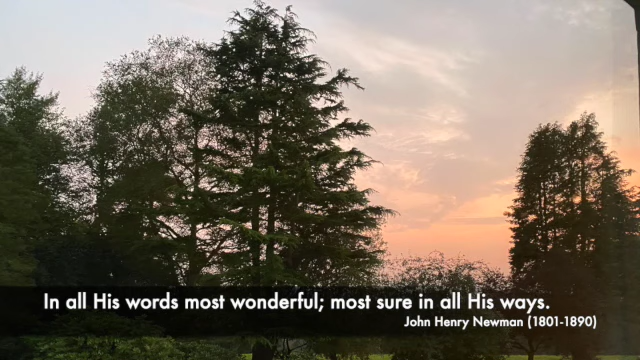 In all His words most wonderful; most sure in all His ways.
John Henry Newman (1801-1890)